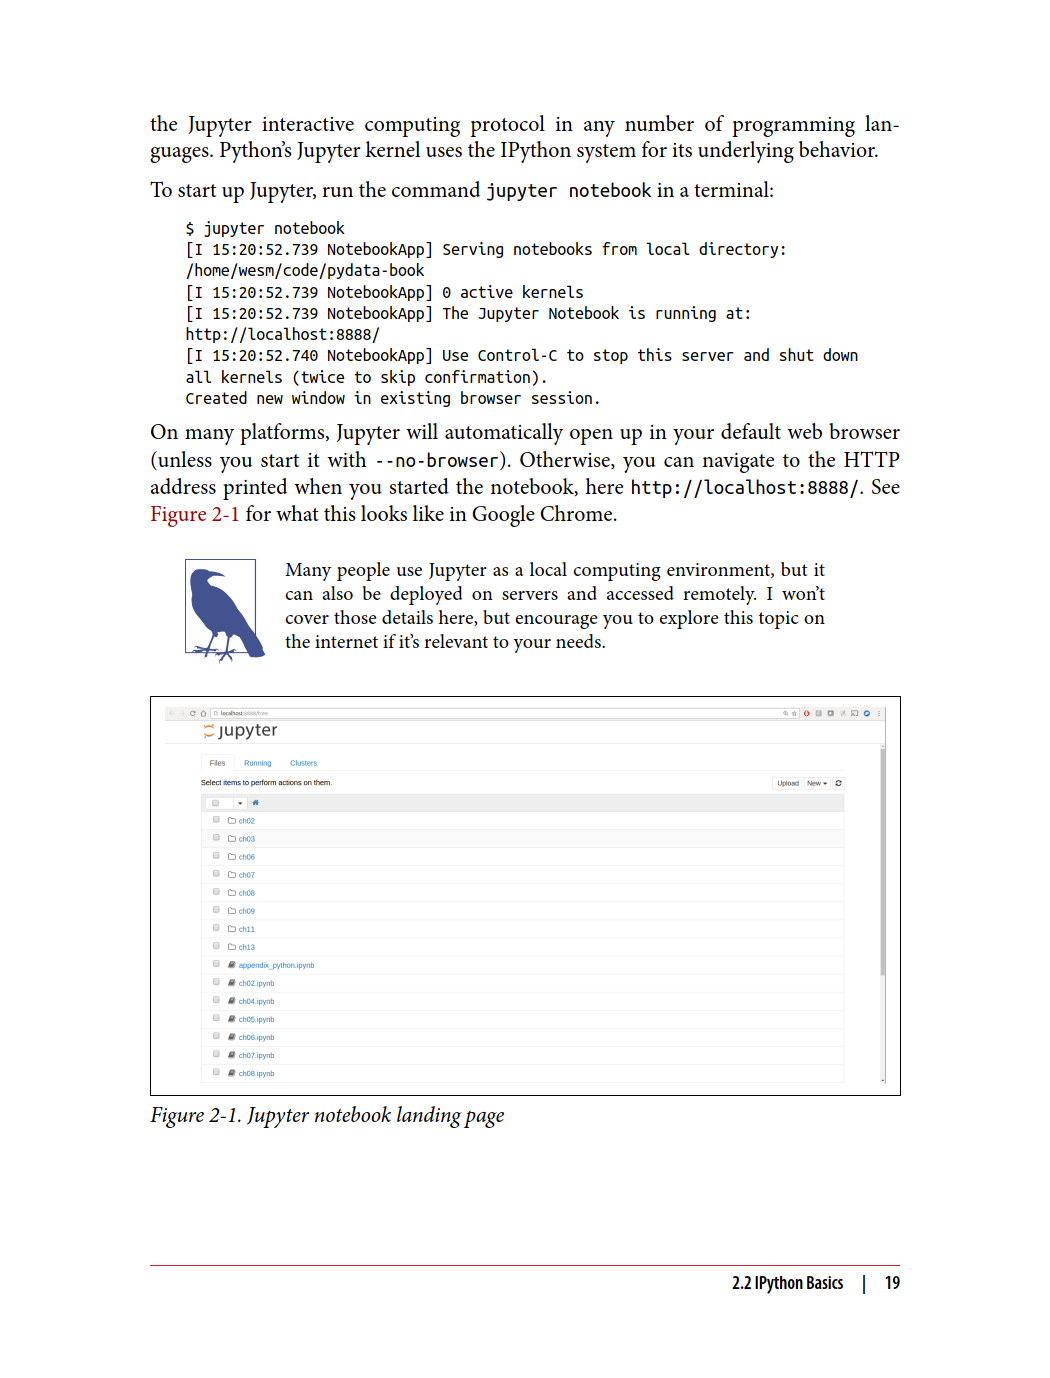 the Jupyter interactive computing protocol in any number of programming lan-
guages. Python’s Jupyter kernel uses the IPython system for its underlying behavior.
To start up Jupyter, run the command jupyter notebook in a terminal:
$ jupyter notebook
[I 15:20:52.739 NotebookApp] Serving notebooks from local directory:
/home/wesm/code/pydata-book
[I 15:20:52.739 NotebookApp] 0 active kernels
[I 15:20:52.739 NotebookApp] The Jupyter Notebook is running at:
http://localhost:8888/
[I 15:20:52.740 NotebookApp] Use Control-C to stop this server and shut down
all kernels (twice to skip confirmation).
Created new window in existing browser session.
On many platforms, Jupyter will automatically open up in your default web browser
(unless you start it with --no-browser). Otherwise, you can navigate to the HTTP
address printed when you started the notebook, here http://localhost:8888/. See
Figure 2-1 for what this looks like in Google Chrome.
Many people use Jupyter as a local computing environment, but it
can also be deployed on servers and accessed remotely. I won’t
cover those details here, but encourage you to explore this topic on
the internet if it’s relevant to your needs.
localhost:8888/tree
jupyter
Files Running Clusters
Select items to perform actions on them. Upload New
ch02
ch03
ch06
ch07
ch08
ch09
ch11
ch13
appendix_python.ipynb
ch02.ipynb
ch04.ipynb
ch05.ipynb
ch06.ipynb
ch07.ipynb
ch08.ipynb
Figure 2-1. Jupyter notebook landing page
2.2 IPython Basics | 19